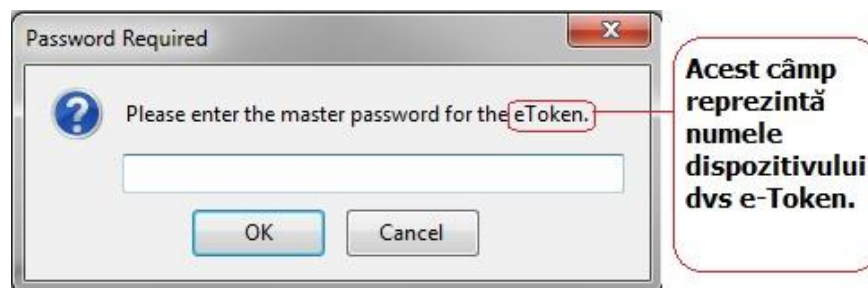 Password Required
Please enter the master password for the eToken.
OK
Cancel
Acest câmp
reprezintă
numele
dispozitivului
dvs e-Token.